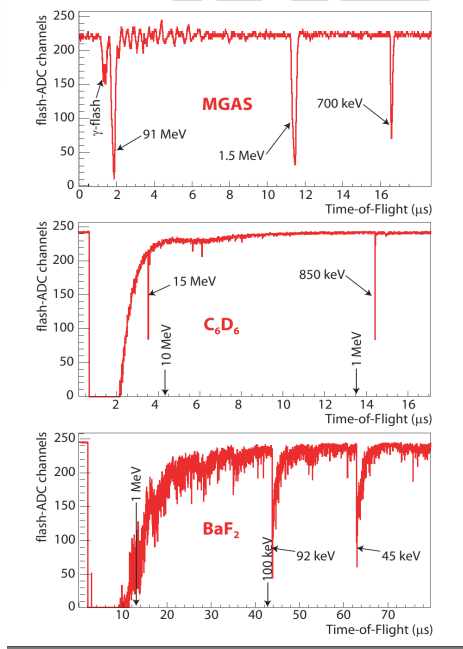 flash-ADC channels
250
200
150
100
50
0
γ-flash
91 MeV
MGAS
1.5 MeV
700 keV
0 2 4 6 8 10 12 14 16
Time-of-Flight (μs)
flash-ADC channels
250
200
150
100
50
0
15 MeV
10 MeV
C₆D₆
850 keV
1 MeV
2 4 6 8 10 12 14 16
Time-of-Flight (μs)
flash-ADC channels
250
200
150
100
50
0
1 MeV
BaF₂
100 keV
92 keV
45 keV
10 20 30 40 50 60 70
Time-of-Flight (μs)